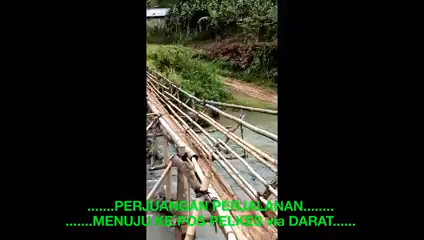 .......PERJUANGAN PERJALANAN........
.......MENUJU KE POS PELKES via DARAT......